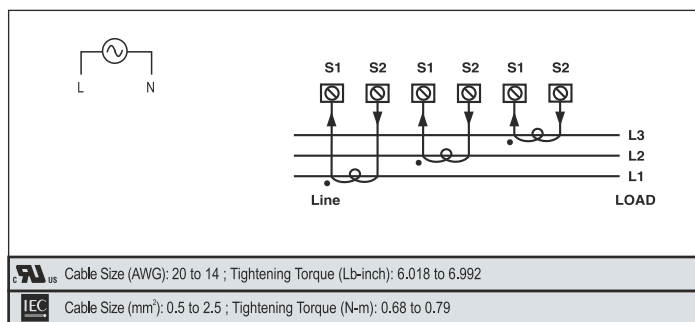 S1 S2 S1 S2 S1 S2
L N
L3
L2
L1
Line LOAD
c RU us Cable Size (AWG): 20 to 14 ; Tightening Torque (Lb-inch): 6.018 to 6.992
IEC Cable Size (mm²): 0.5 to 2.5 ; Tightening Torque (N-m): 0.68 to 0.79